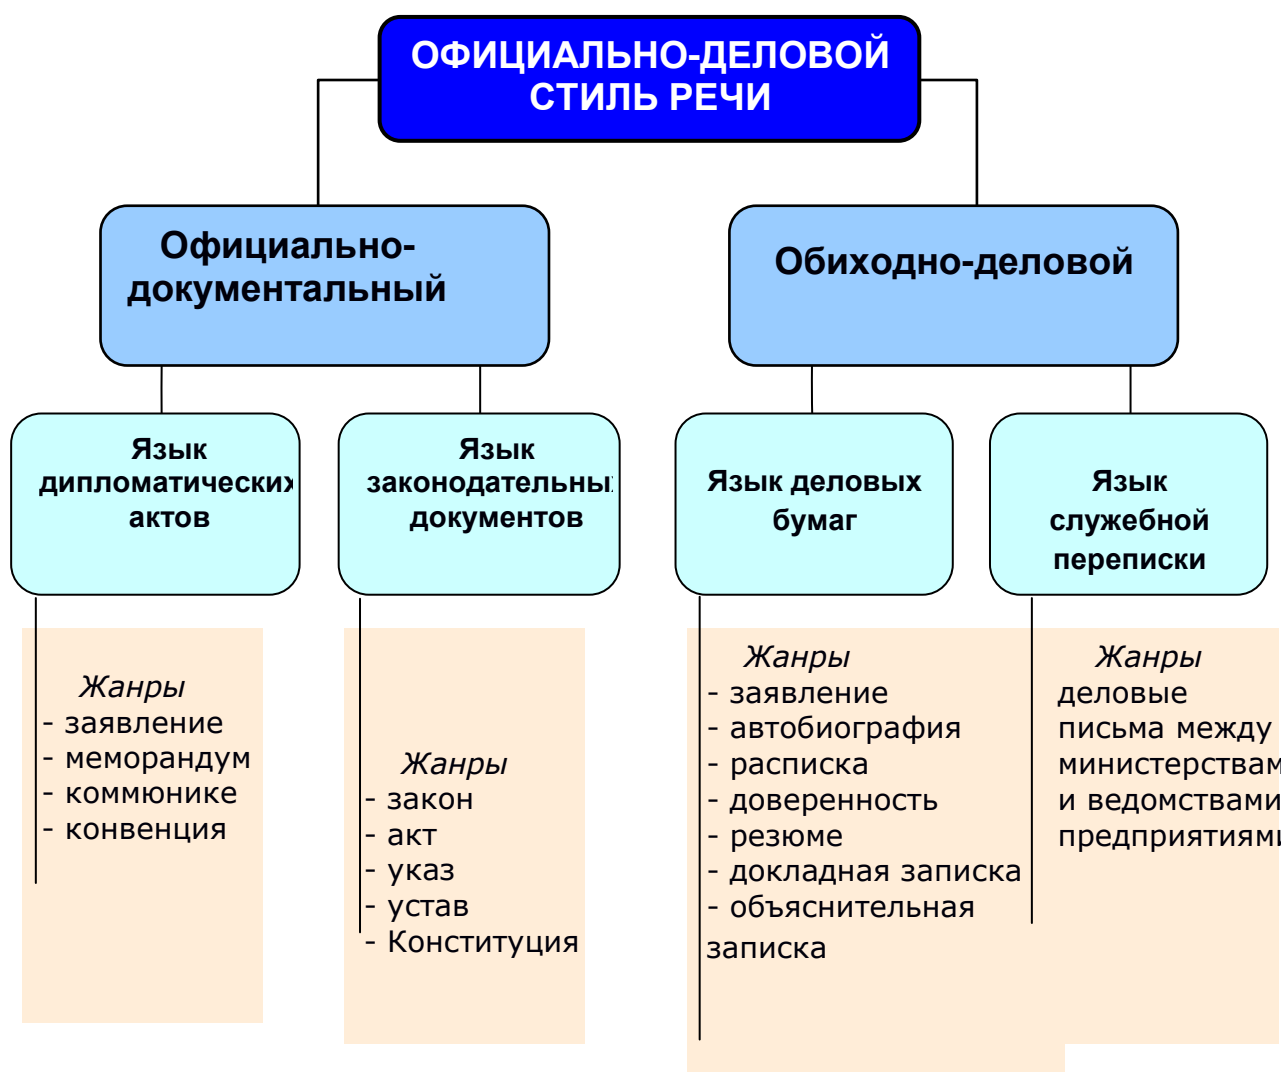 ОФИЦИАЛЬНО-ДЕЛОВОЙ
СТИЛЬ РЕЧИ
Официально-
документальный
Обиходно-деловой
Язык
дипломатических
актов
Язык
законодательны
документов
Язык деловых
бумаг
Язык
служебной
переписки
Жанры
- заявление
- меморандум
- коммюнике
- конвенция
Жанры
- закон
- акт
- указ
- устав
- Конституция
Жанры
- заявление
- автобиография
- расписка
- доверенность
- резюме
- докладная записка
- объяснительная
записка
Жанры
деловые
письма между
министерствам
и ведомствами
предприятиями